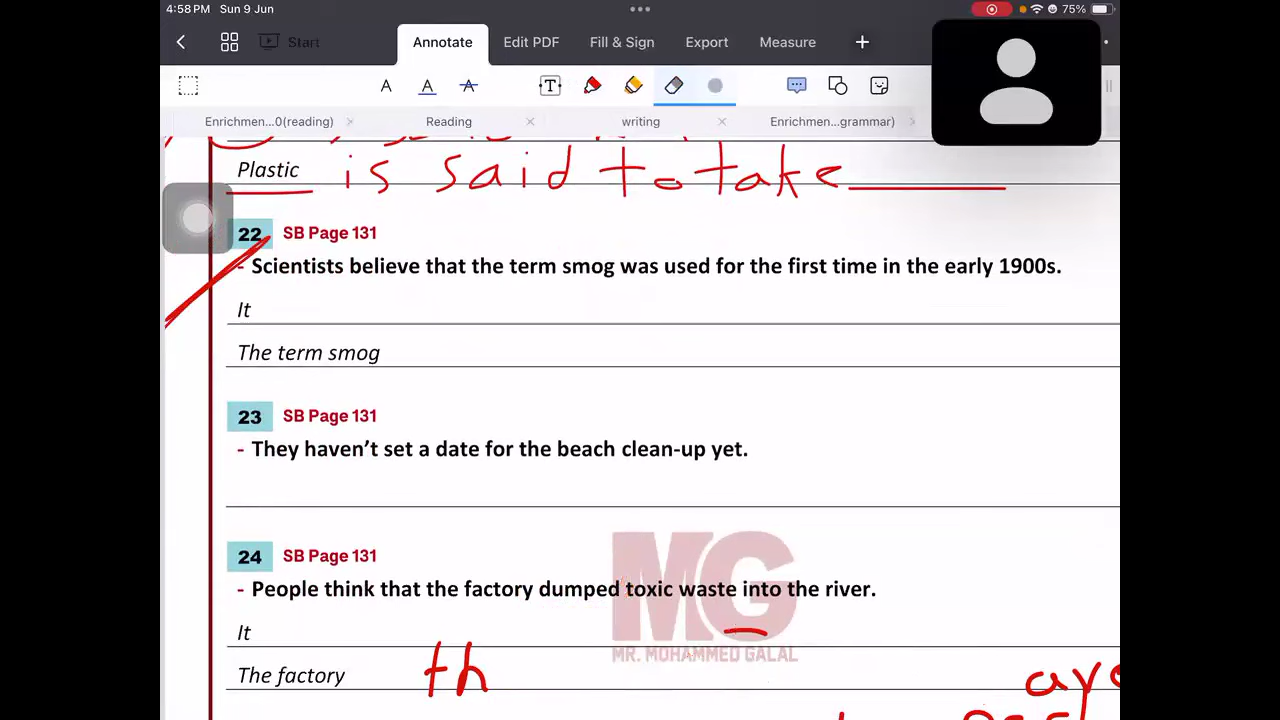 4:58 PM Sun 9 Jun 75%
Start Annotate Edit PDF Fill & Sign Export Measure
A A A T
Enrichmen...0(reading) Reading writing Enrichmen...grammar)
Plastic is said to take
22 SB Page 131
- Scientists believe that the term smog was used for the first time in the early 1900s.
It
The term smog
23 SB Page 131
- They haven't set a date for the beach clean-up yet.
24 SB Page 131
- People think that the factory dumped toxic waste into the river.
It
MG
MR. MOHAMMED GALAL
The factory th